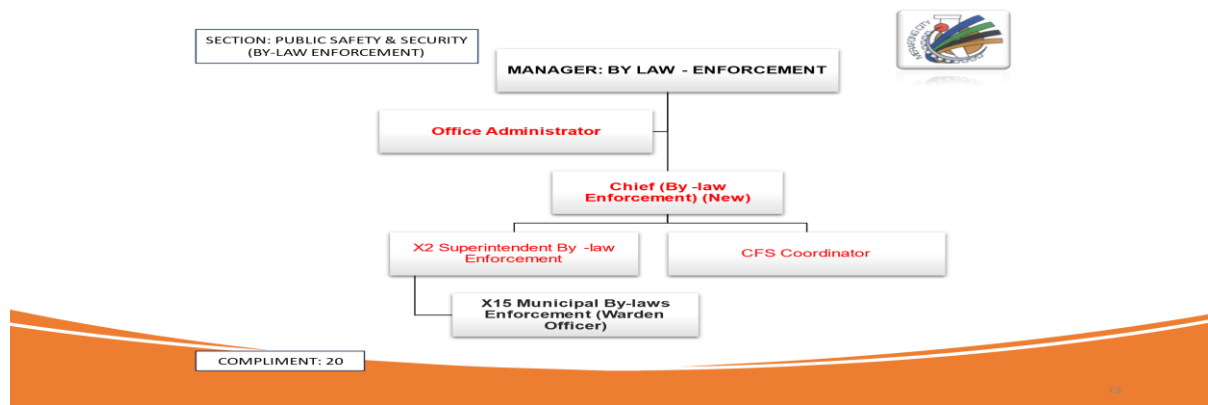 SECTION: PUBLIC SAFETY & SECURITY
(BY-LAW ENFORCEMENT)
MANAGER: BY LAW - ENFORCEMENT
Office Administrator
Chief (By -law
Enforcement) (New)
X2 Superintendent By -law
Enforcement
CFS Coordinator
X15 Municipal By-laws
Enforcement (Warden
Officer)
COMPLIMENT: 20